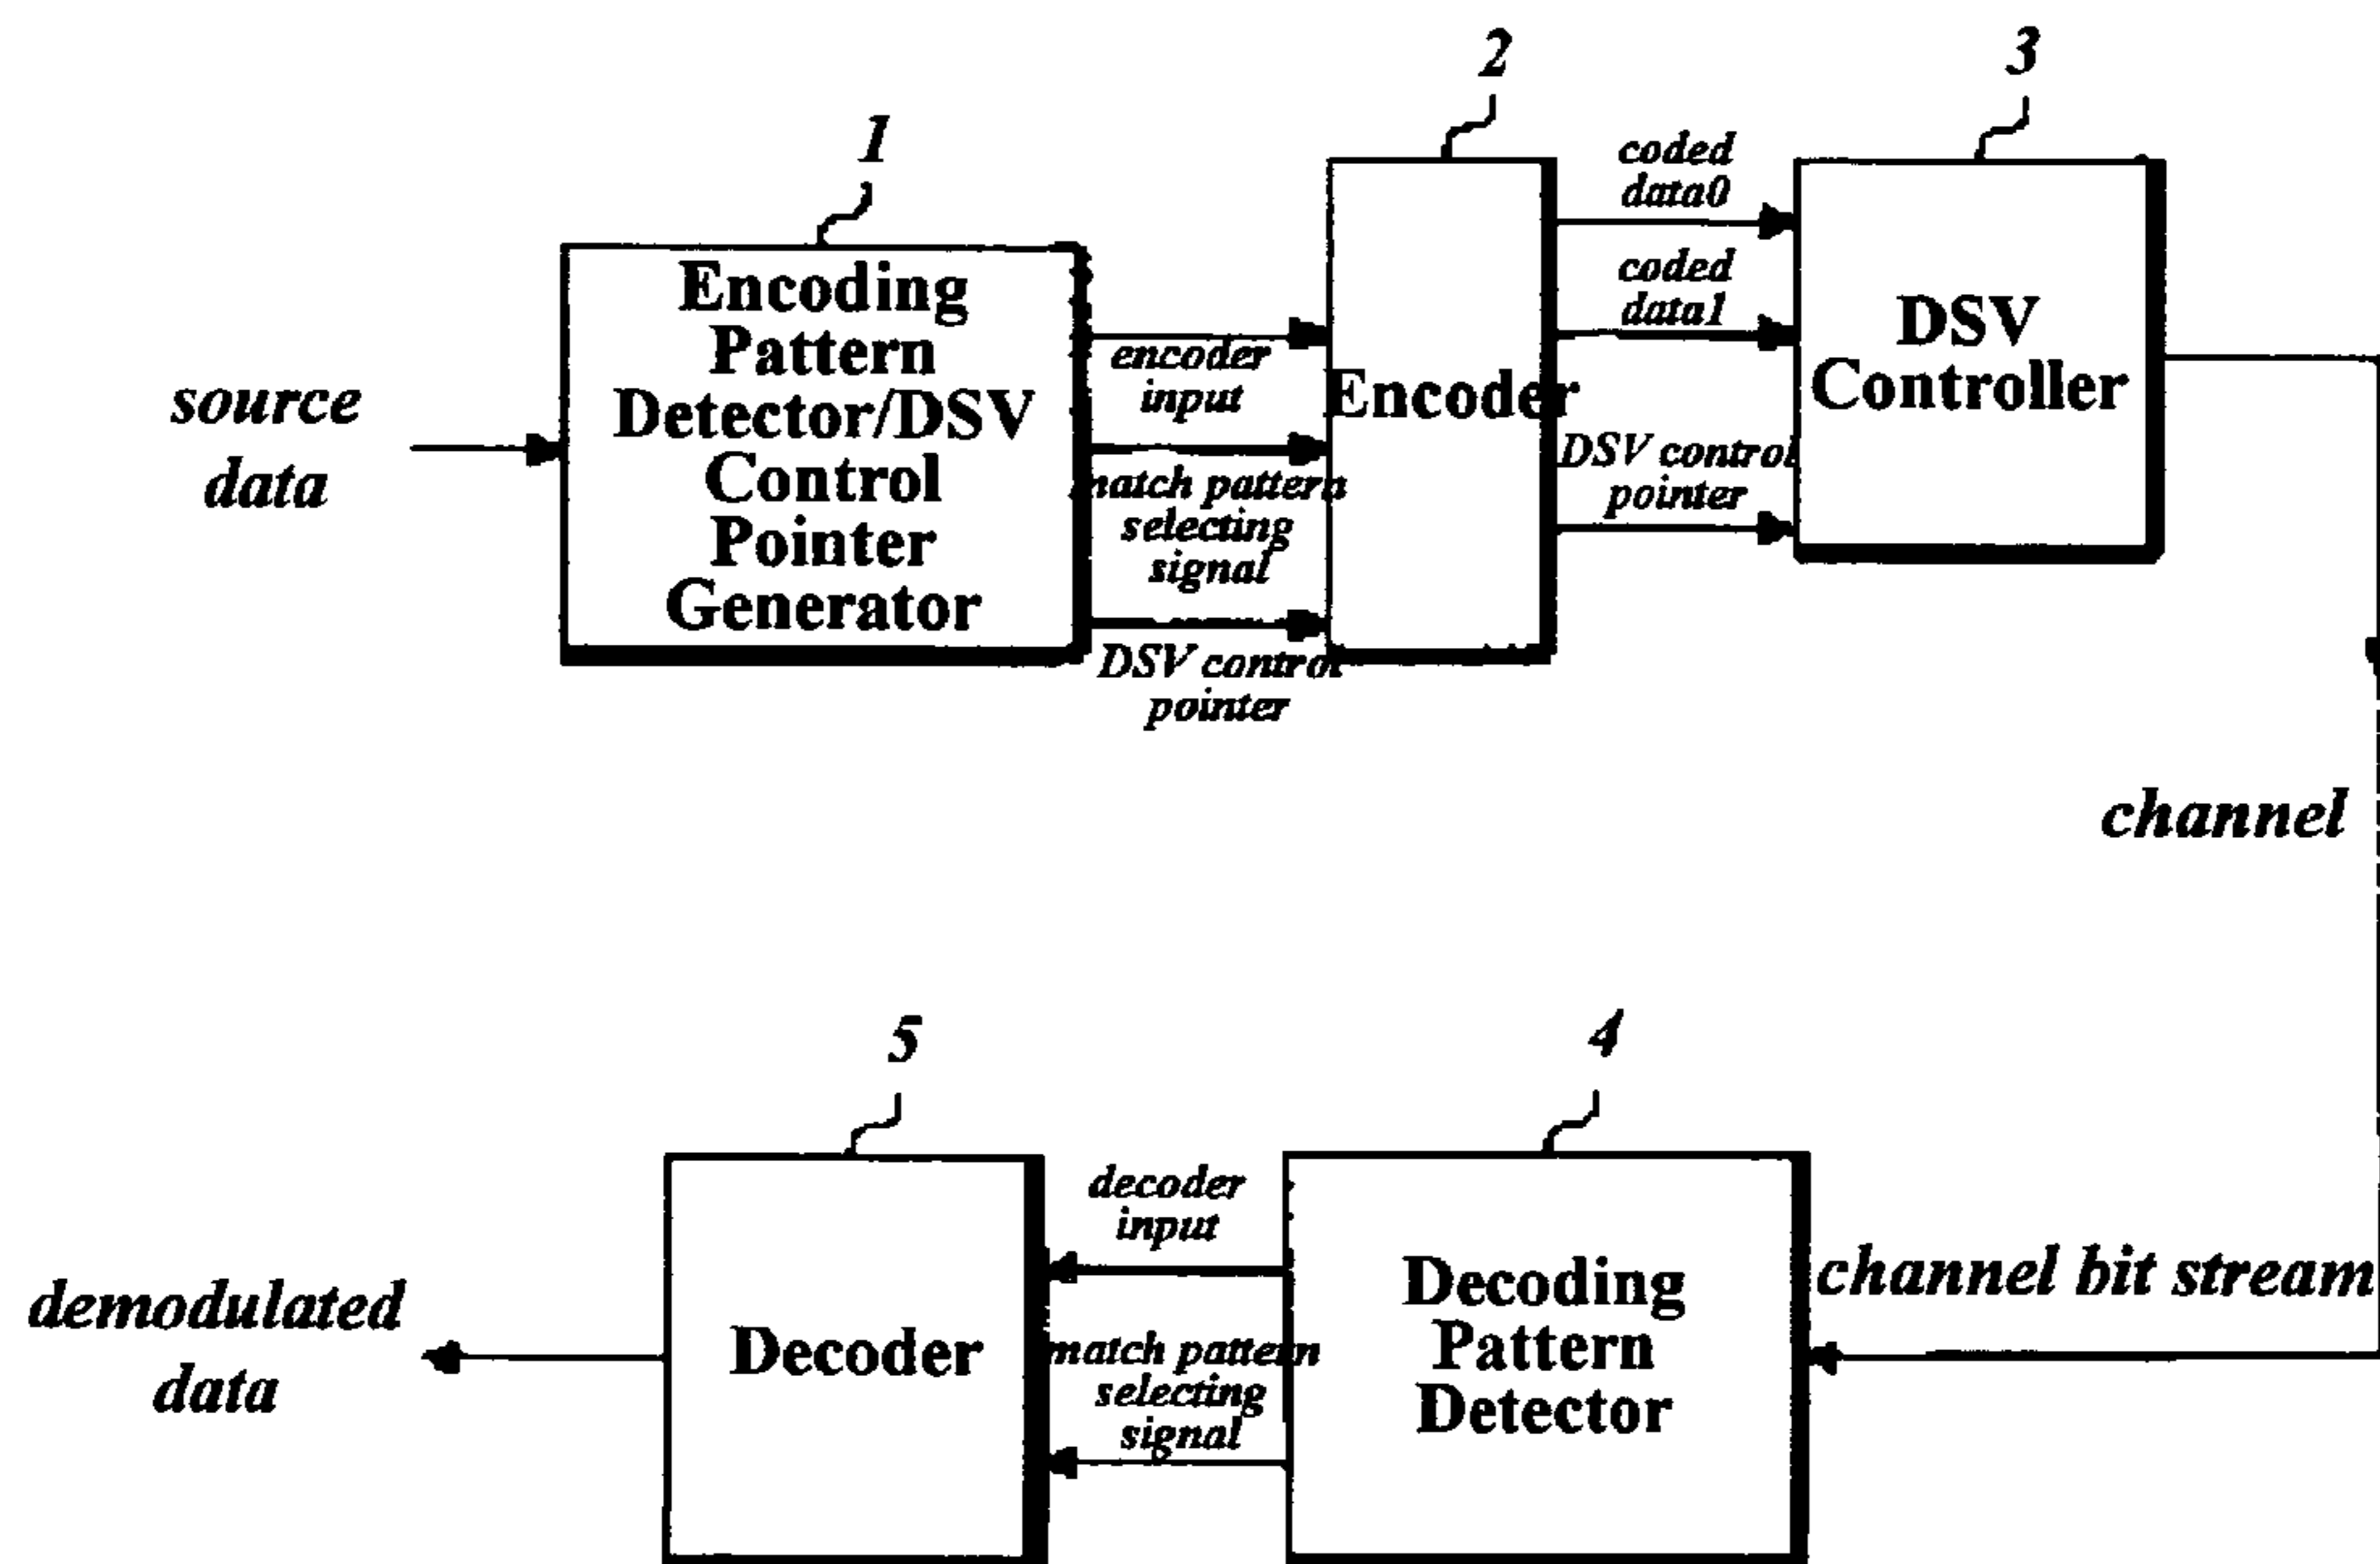 1
2
3
source
data
Encoding
Pattern
Detector/DSV
Control
Pointer
Generator
encoder
input
match pattern
selecting
signal
DSV control
pointer
Encoder
coded
data0
coded
data1
DSV control
pointer
DSV
Controller
channel
5
4
demodulated
data
Decoder
decoder
input
match pattern
selecting
signal
Decoding
Pattern
Detector
channel bit stream